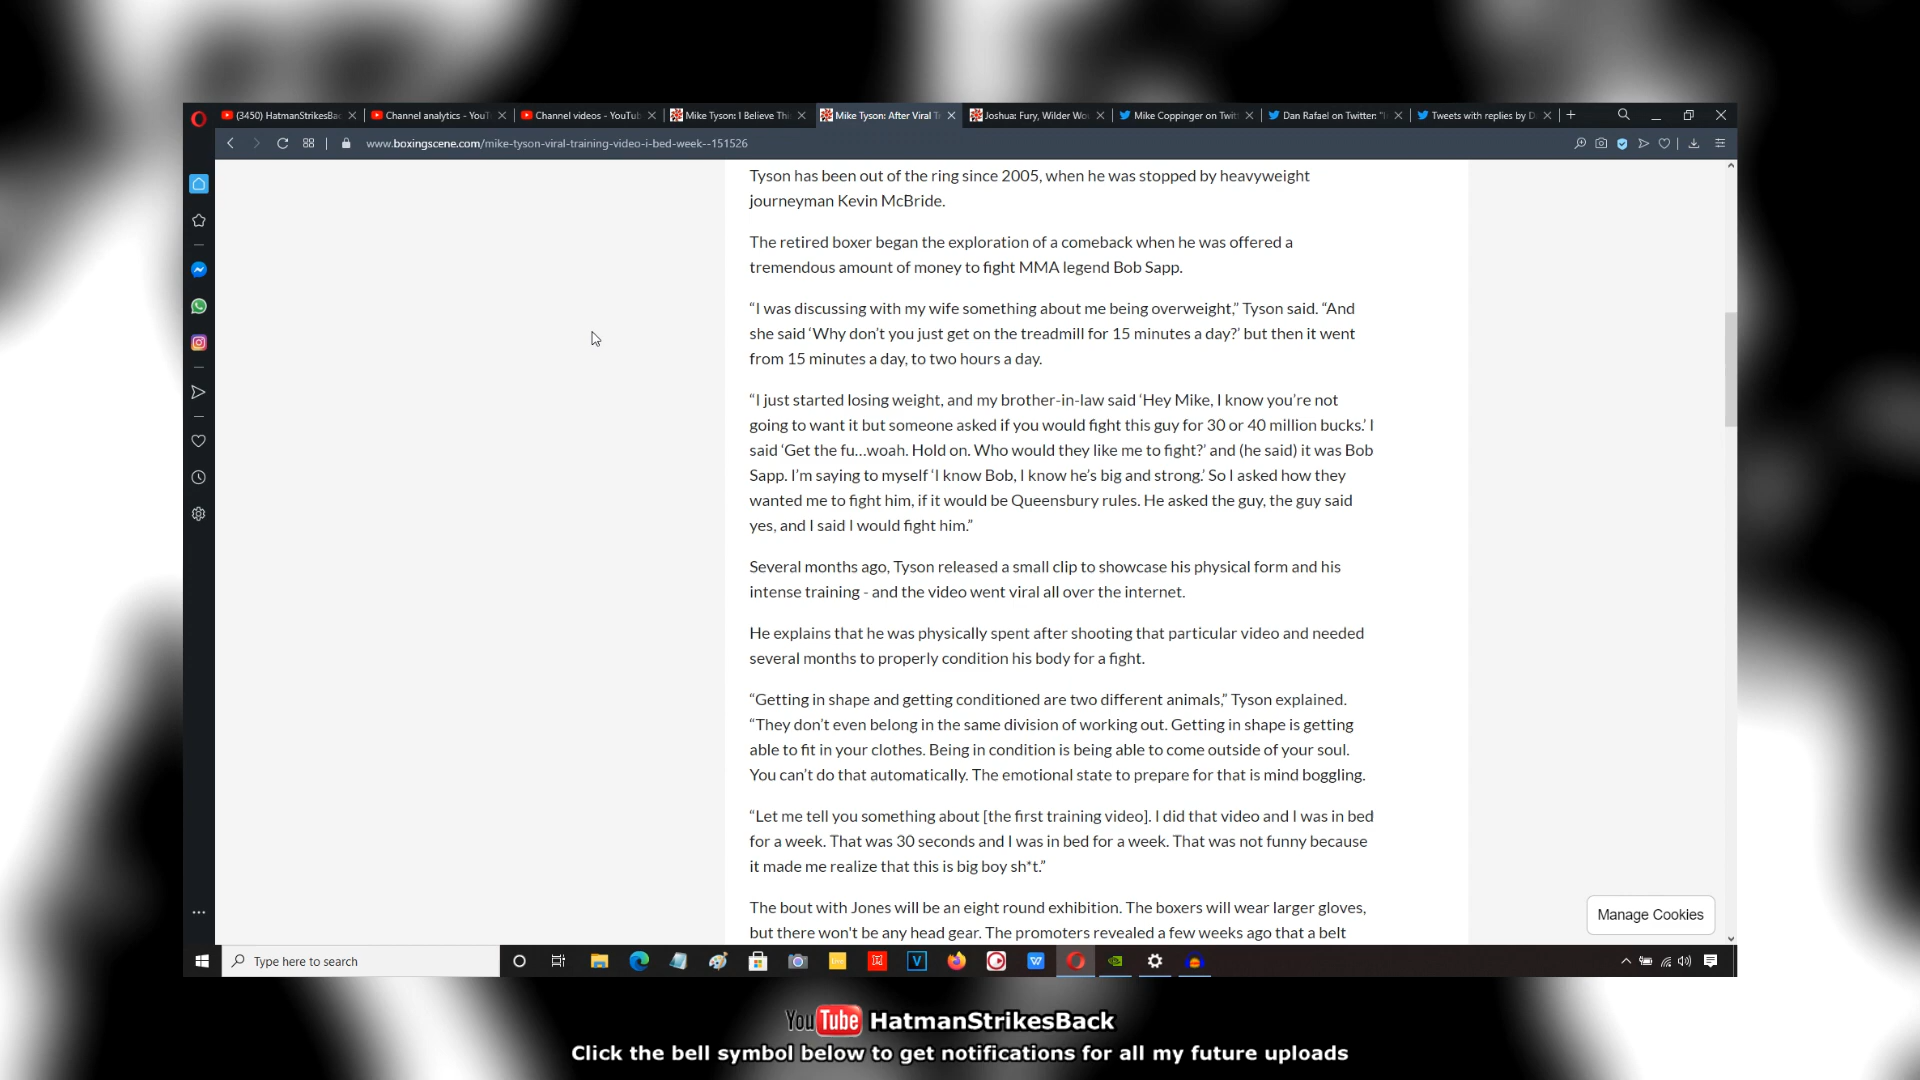 (3450) HatmanStrikesBac
Channel analytics - YouT
Channel videos - YouTub
Mike Tyson: I Believe Thi
Mike Tyson: After Viral T
Joshua: Fury, Wilder Wo
Mike Coppinger on Twitt
Dan Rafael on Twitter: "I
Tweets with replies by D
www.boxingscene.com/mike-tyson-viral-training-video-i-bed-week--151526
Tyson has been out of the ring since 2005, when he was stopped by heavyweight
journeyman Kevin McBride.
The retired boxer began the exploration of a comeback when he was offered a
tremendous amount of money to fight MMA legend Bob Sapp.
“I was discussing with my wife something about me being overweight,” Tyson said. “And
she said ‘Why don’t you just get on the treadmill for 15 minutes a day?’ but then it went
from 15 minutes a day, to two hours a day.
“I just started losing weight, and my brother-in-law said ‘Hey Mike, I know you’re not
going to want it but someone asked if you would fight this guy for 30 or 40 million bucks.’ I
said ‘Get the fu…woah. Hold on. Who would they like me to fight?’ and (he said) it was Bob
Sapp. I’m saying to myself ‘I know Bob, I know he’s big and strong.’ So I asked how they
wanted me to fight him, if it would be Queensbury rules. He asked the guy, the guy said
yes, and I said I would fight him.”
Several months ago, Tyson released a small clip to showcase his physical form and his
intense training - and the video went viral all over the internet.
He explains that he was physically spent after shooting that particular video and needed
several months to properly condition his body for a fight.
“Getting in shape and getting conditioned are two different animals,” Tyson explained.
“They don’t even belong in the same division of working out. Getting in shape is getting
able to fit in your clothes. Being in condition is being able to come outside of your soul.
You can’t do that automatically. The emotional state to prepare for that is mind boggling.
“Let me tell you something about [the first training video]. I did that video and I was in bed
for a week. That was 30 seconds and I was in bed for a week. That was not funny because
it made me realize that this is big boy sh*t.”
The bout with Jones will be an eight round exhibition. The boxers will wear larger gloves,
but there won't be any head gear. The promoters revealed a few weeks ago that a belt
Manage Cookies
Type here to search
YouTube HatmanStrikesBack
Click the bell symbol below to get notifications for all my future uploads